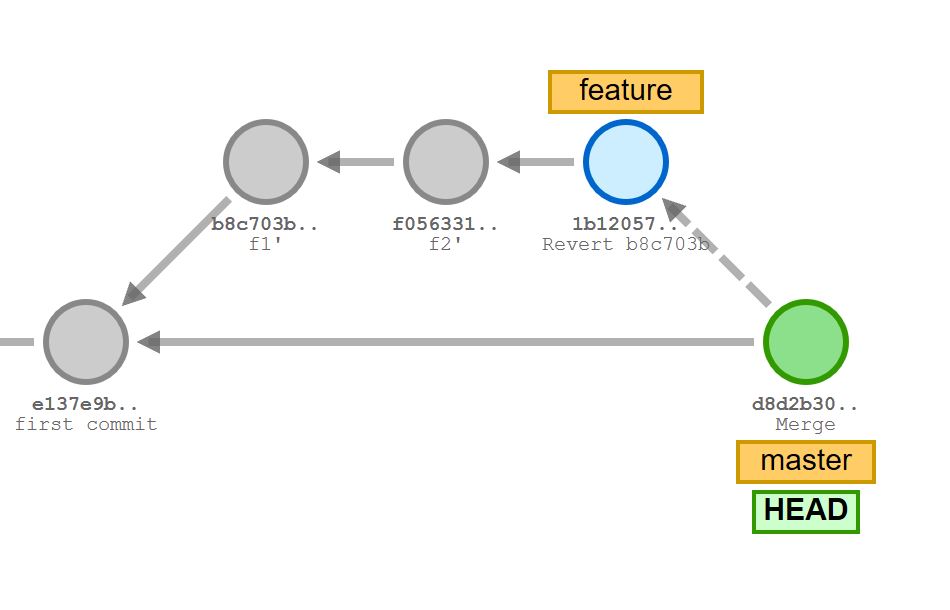 feature
b8c703b..
f1'
f056331..
f2'
1b12057..
Revert b8c703b
e137e9b..
first commit
d8d2b30..
Merge
master
HEAD